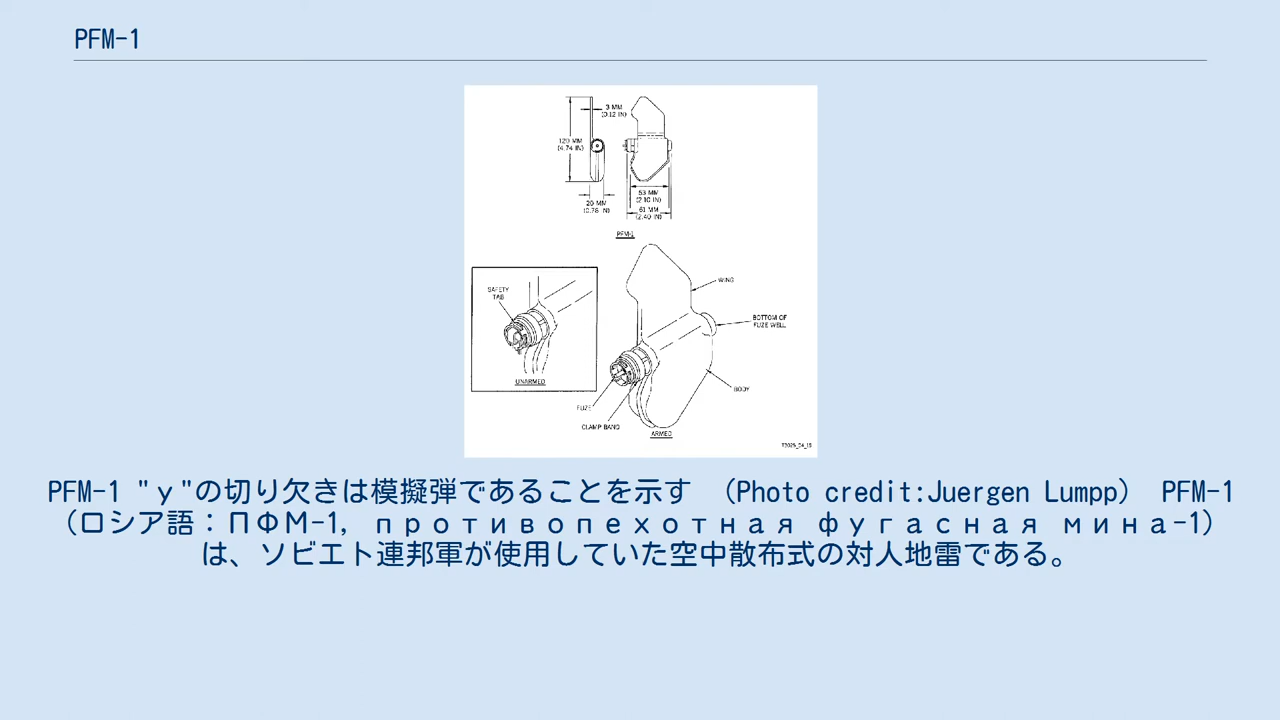 PFM-1
3 MM
(0.12 IN)
120 MM
(4.74 IN)
20 MM
(0.78 IN)
53 MM
(2.10 IN)
61 MM
(2.40 IN)
PFM-1
SAFETY
TAB
UNARMED
WING
BOTTOM OF
FUZE WELL
BODY
FUZE
CLAMP BAND
ARMED
PFM-1 "у"の切り欠きは模擬弾であることを示す (Photo credit:Juergen Lumpp) PFM-1
(ロシア語：ПФМ-1, противопехотная фугасная мина-1)
は、ソビエト連邦軍が使用していた空中散布式の対人地雷である。